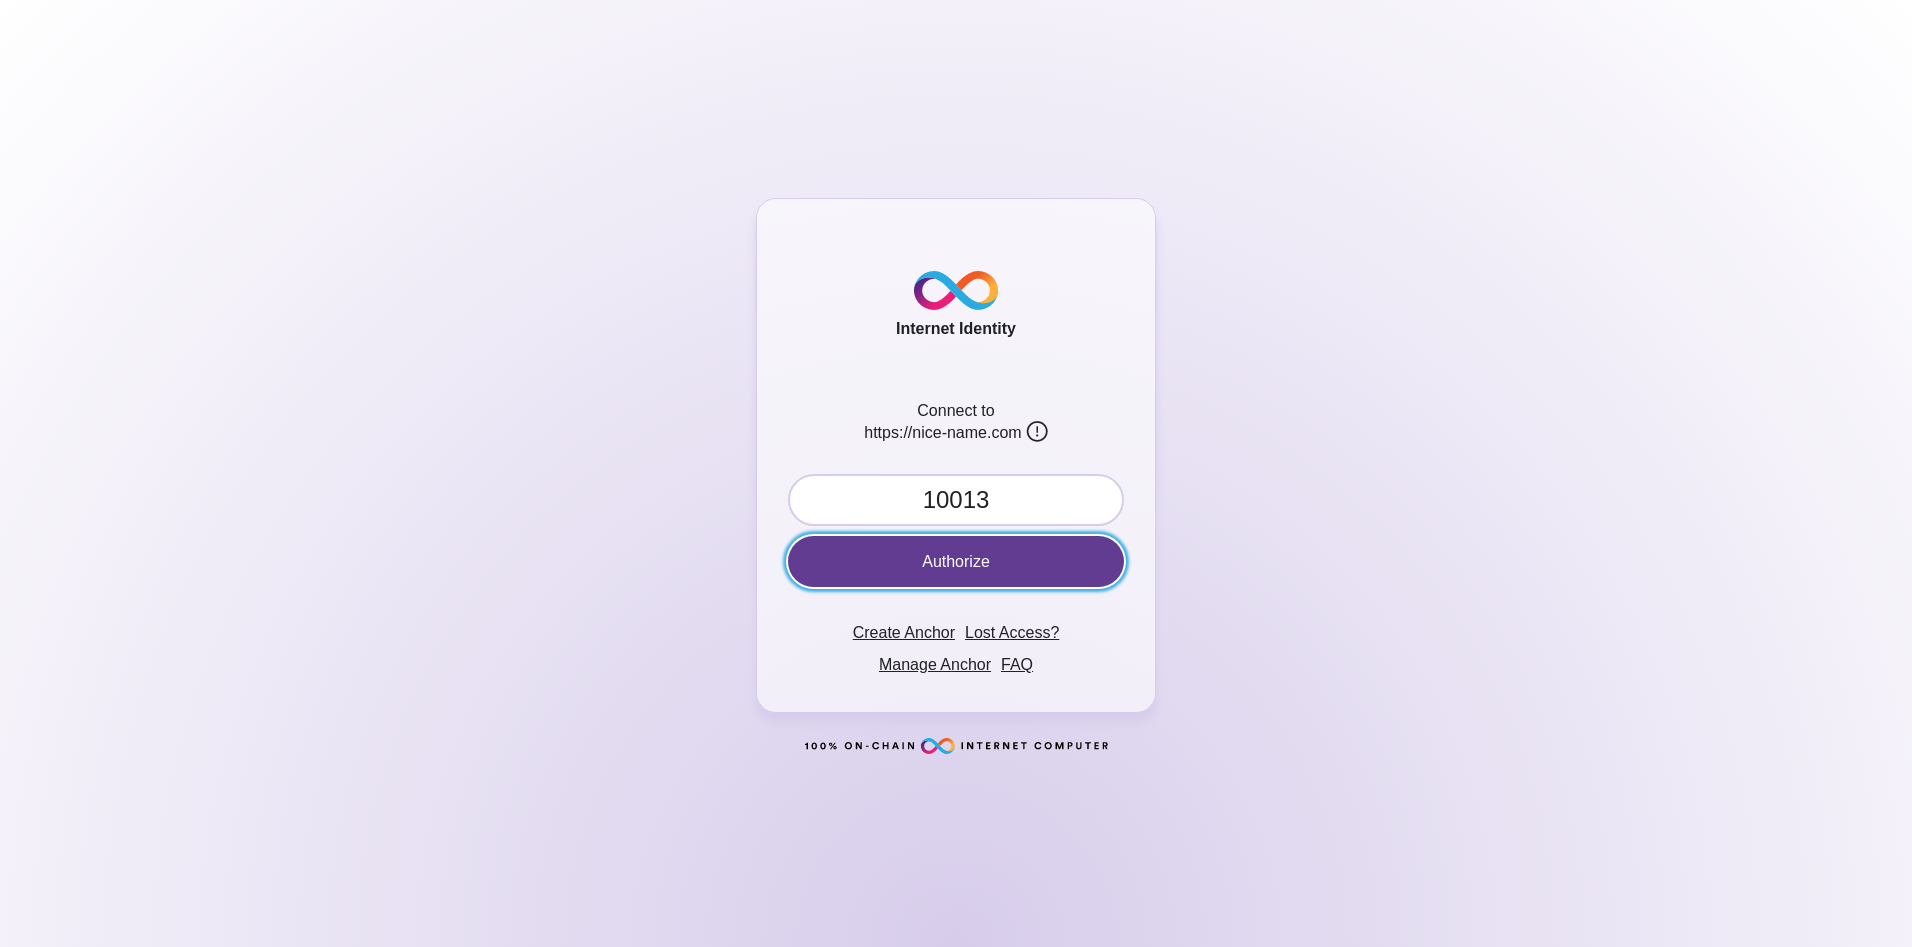 Internet Identity
Connect to
https://nice-name.com
10013
Authorize
Create Anchor Lost Access?
Manage Anchor FAQ
100% ON-CHAIN INTERNET COMPUTER